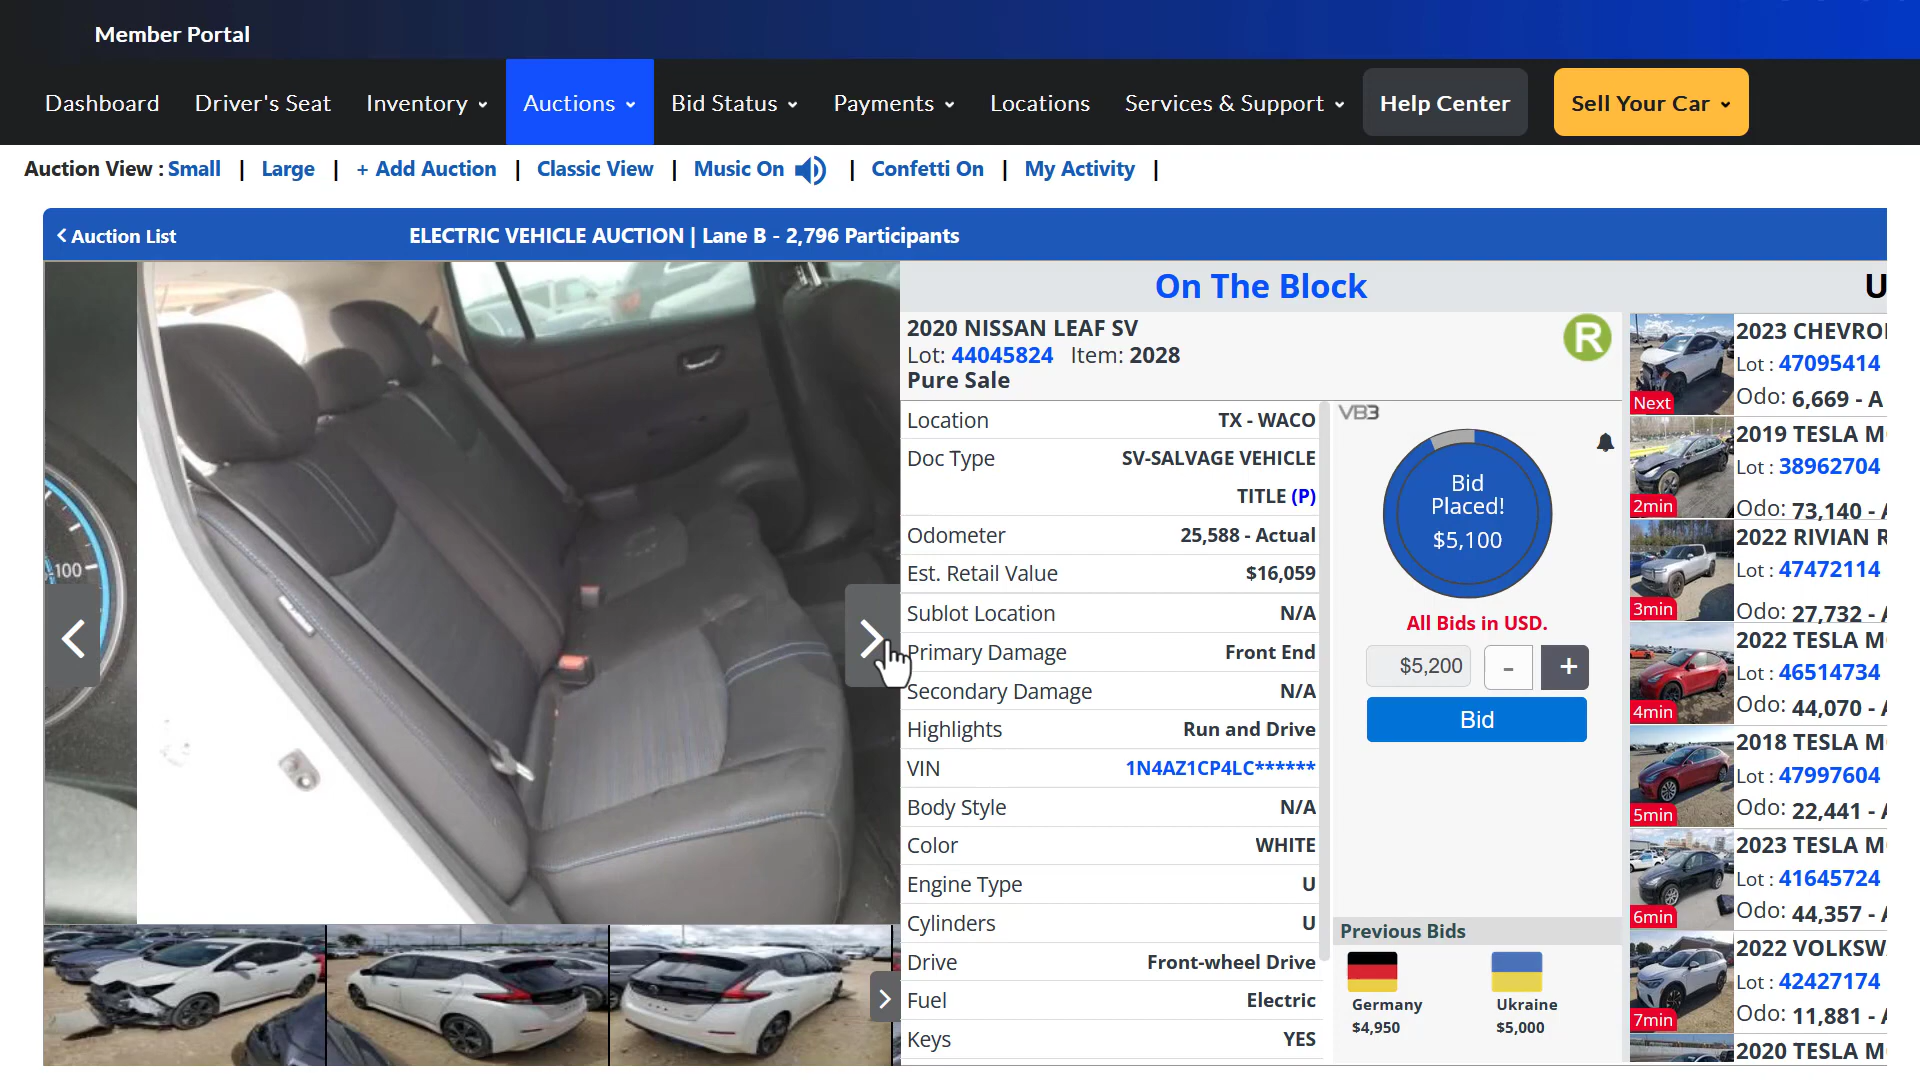 Member Portal
Dashboard Driver's Seat Inventory Auctions Bid Status Payments Locations Services & Support Help Center Sell Your Car
Auction View : Small | Large | + Add Auction | Classic View | Music On | Confetti On | My Activity |
Auction List
ELECTRIC VEHICLE AUCTION | Lane B - 2,796 Participants
100
On The Block
2020 NISSAN LEAF SV
Lot: 44045824 Item: 2028
Pure Sale
R
Location TX - WACO
Doc Type SV-SALVAGE VEHICLE
TITLE (P)
Odometer 25,588 - Actual
Est. Retail Value $16,059
Sublot Location N/A
Primary Damage Front End
Secondary Damage N/A
Highlights Run and Drive
VIN 1N4AZ1CP4LC******
Body Style N/A
Color WHITE
Engine Type U
Cylinders U
Drive Front-wheel Drive
Fuel Electric
Keys YES
VB3
Bid
Placed!
$5,100
All Bids in USD.
$5,200 - +
Bid
Previous Bids
Germany
$4,950
Ukraine
$5,000
U
2023 CHEVRO
Lot : 47095414
Odo: 6,669 - A
Next
2019 TESLA M
Lot : 38962704
Odo: 73,140 - A
2min
2022 RIVIAN R
Lot : 47472114
Odo: 27,732 - A
3min
2022 TESLA M
Lot : 46514734
Odo: 44,070 - A
4min
2018 TESLA M
Lot : 47997604
Odo: 22,441 - A
5min
2023 TESLA M
Lot : 41645724
Odo: 44,357 - A
6min
2022 VOLKSW
Lot : 42427174
Odo: 11,881 - A
7min
2020 TESLA M